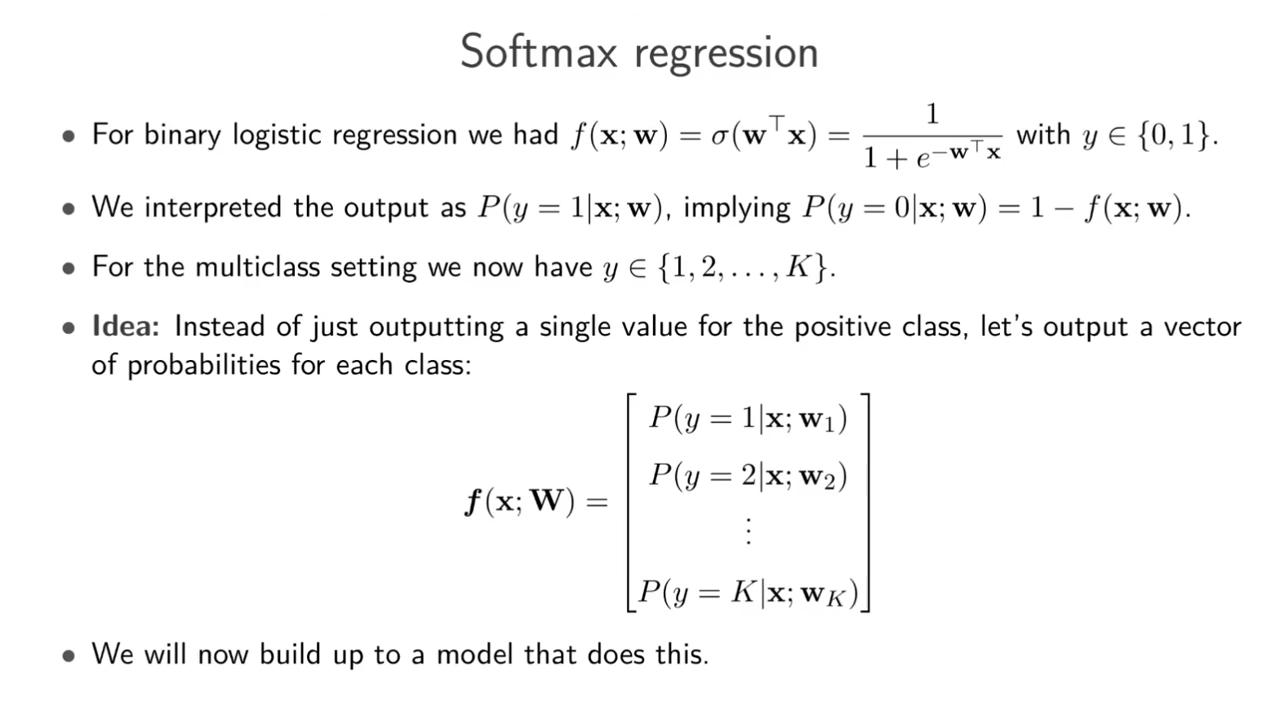 Softmax regression
• For binary logistic regression we had f(x; w) = σ(w⊤x) = 1 / (1 + e^{−w⊤x}) with y ∈ {0, 1}.
• We interpreted the output as P(y = 1|x; w), implying P(y = 0|x; w) = 1 − f(x; w).
• For the multiclass setting we now have y ∈ {1, 2, . . . , K}.
• Idea: Instead of just outputting a single value for the positive class, let's output a vector
of probabilities for each class:
P(y = 1|x; w₁)
P(y = 2|x; w₂)
f(x; W) =
⋮
P(y = K|x; w_K)
• We will now build up to a model that does this.